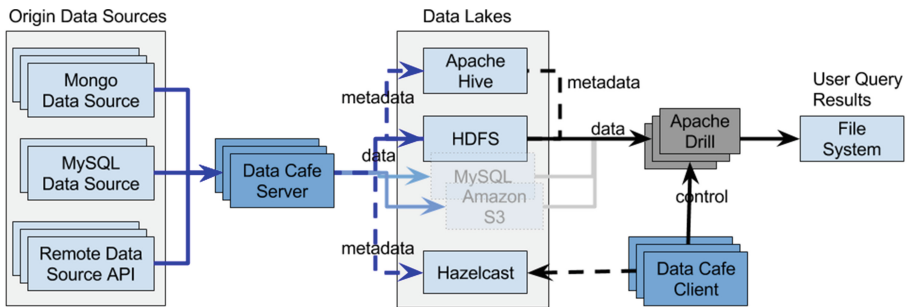 Origin Data Sources
Mongo
Data Source
MySQL
Data Source
Remote Data
Source API
Data Cafe
Server
Data Lakes
metadata
data
metadata
Apache
Hive
HDFS
MySQL
Amazon
S3
Hazelcast
metadata
data
Apache
Drill
control
Data Cafe
Client
User Query
Results
File
System